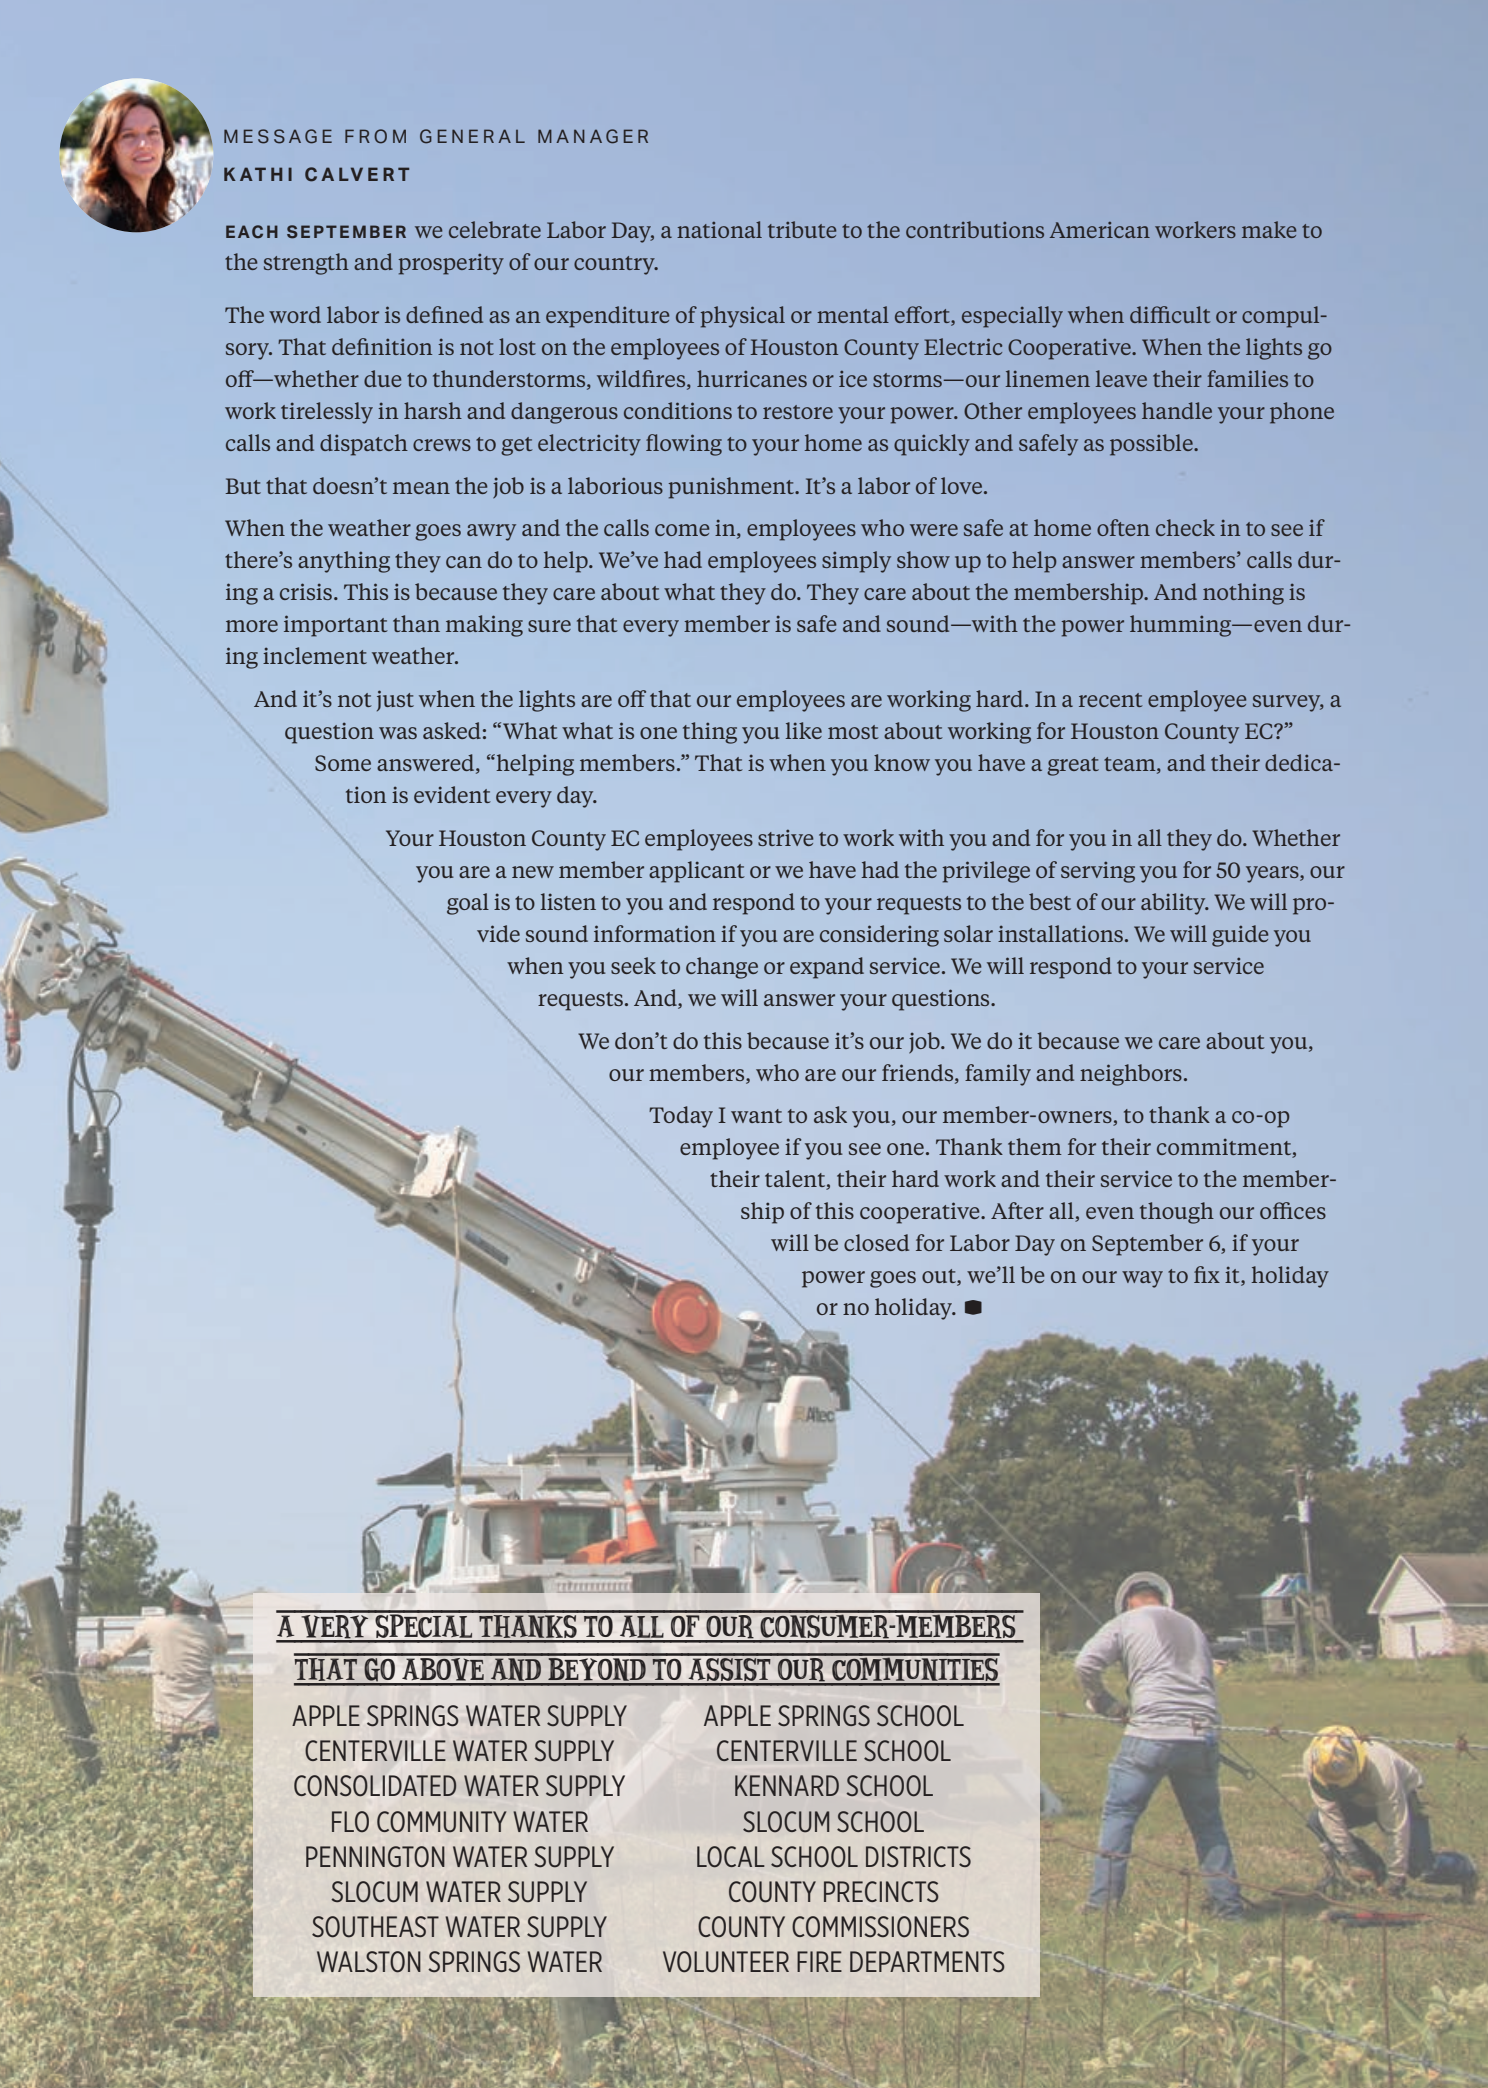 MESSAGE FROM GENERAL MANAGER
KATHI CALVERT
EACH SEPTEMBER we celebrate Labor Day, a national tribute to the contributions American workers make to
the strength and prosperity of our country.
The word labor is defined as an expenditure of physical or mental effort, especially when difficult or compul-
sory. That definition is not lost on the employees of Houston County Electric Cooperative. When the lights go
off—whether due to thunderstorms, wildfires, hurricanes or ice storms—our linemen leave their families to
work tirelessly in harsh and dangerous conditions to restore your power. Other employees handle your phone
calls and dispatch crews to get electricity flowing to your home as quickly and safely as possible.
But that doesn’t mean the job is a laborious punishment. It’s a labor of love.
When the weather goes awry and the calls come in, employees who were safe at home often check in to see if
there’s anything they can do to help. We’ve had employees simply show up to help answer members’ calls dur-
ing a crisis. This is because they care about what they do. They care about the membership. And nothing is
more important than making sure that every member is safe and sound—with the power humming—even dur-
ing inclement weather.
And it’s not just when the lights are off that our employees are working hard. In a recent employee survey, a
question was asked: “What what is one thing you like most about working for Houston County EC?”
Some answered, “helping members.” That is when you know you have a great team, and their dedica-
tion is evident every day.
Your Houston County EC employees strive to work with you and for you in all they do. Whether
you are a new member applicant or we have had the privilege of serving you for 50 years, our
goal is to listen to you and respond to your requests to the best of our ability. We will pro-
vide sound information if you are considering solar installations. We will guide you
when you seek to change or expand service. We will respond to your service
requests. And, we will answer your questions.
We don’t do this because it’s our job. We do it because we care about you,
our members, who are our friends, family and neighbors.
Today I want to ask you, our member-owners, to thank a co-op
employee if you see one. Thank them for their commitment,
their talent, their hard work and their service to the member-
ship of this cooperative. After all, even though our offices
will be closed for Labor Day on September 6, if your
power goes out, we’ll be on our way to fix it, holiday
or no holiday.
Altec
A VERY SPECIAL THANKS TO ALL OF OUR CONSUMER-MEMBERS
THAT GO ABOVE AND BEYOND TO ASSIST OUR COMMUNITIES
APPLE SPRINGS WATER SUPPLY
CENTERVILLE WATER SUPPLY
CONSOLIDATED WATER SUPPLY
FLO COMMUNITY WATER
PENNINGTON WATER SUPPLY
SLOCUM WATER SUPPLY
SOUTHEAST WATER SUPPLY
WALSTON SPRINGS WATER
APPLE SPRINGS SCHOOL
CENTERVILLE SCHOOL
KENNARD SCHOOL
SLOCUM SCHOOL
LOCAL SCHOOL DISTRICTS
COUNTY PRECINCTS
COUNTY COMMISSIONERS
VOLUNTEER FIRE DEPARTMENTS